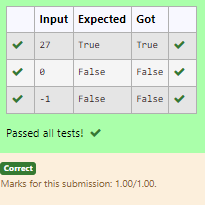 Input Expected Got
27 True True
0 False False
-1 False False
Passed all tests!
Correct
Marks for this submission: 1.00/1.00.